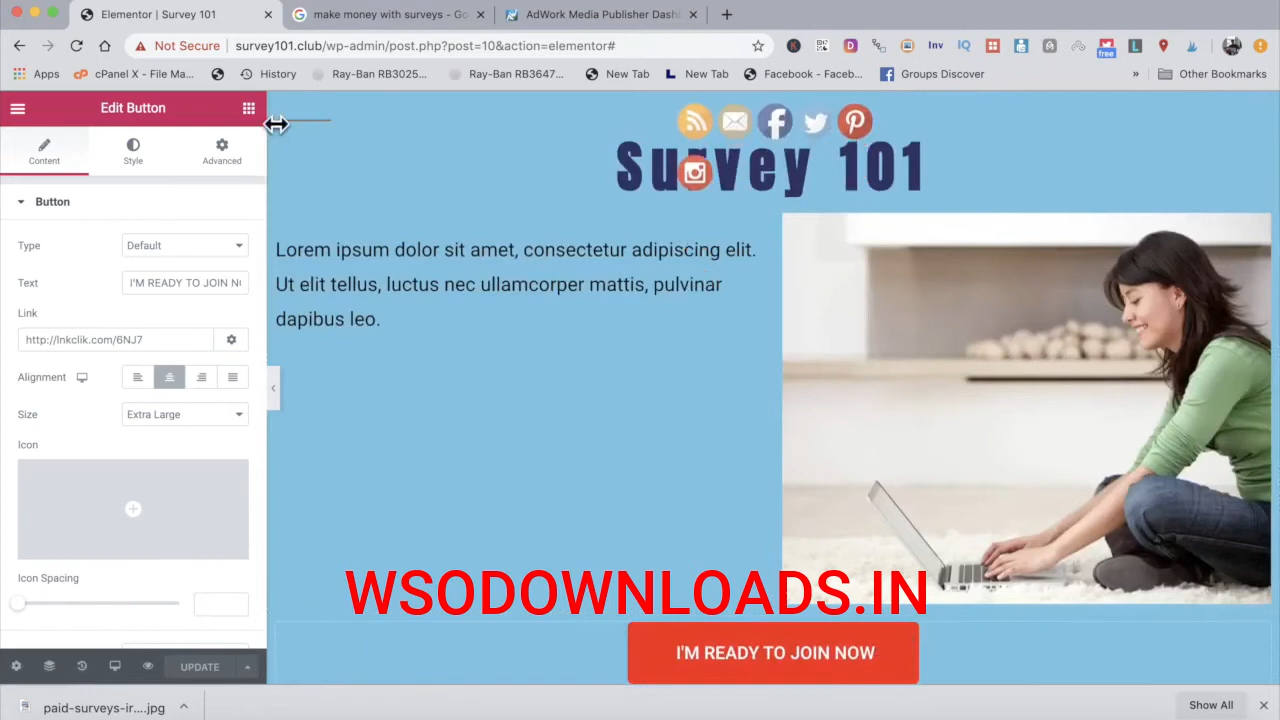 Elementor | Survey 101
make money with surveys - Go
AdWork Media Publisher Dashl
Not Secure
survey101.club/wp-admin/post.php?post=10&action=elementor#
Inv
IQ
free
Apps
cPanel X - File Ma...
History
Ray-Ban RB3025...
Ray-Ban RB3647...
New Tab
New Tab
Facebook - Faceb...
Groups Discover
»
Other Bookmarks
Edit Button
Content
Style
Advanced
Button
Type
Default
Text
I'M READY TO JOIN N
Link
http://lnkclik.com/6NJ7
Alignment
Size
Extra Large
Icon
Icon Spacing
UPDATE
Survey 101
Lorem ipsum dolor sit amet, consectetur adipiscing elit.
Ut elit tellus, luctus nec ullamcorper mattis, pulvinar
dapibus leo.
WSODOWNLOADS.IN
I'M READY TO JOIN NOW
paid-surveys-ir....jpg
Show All